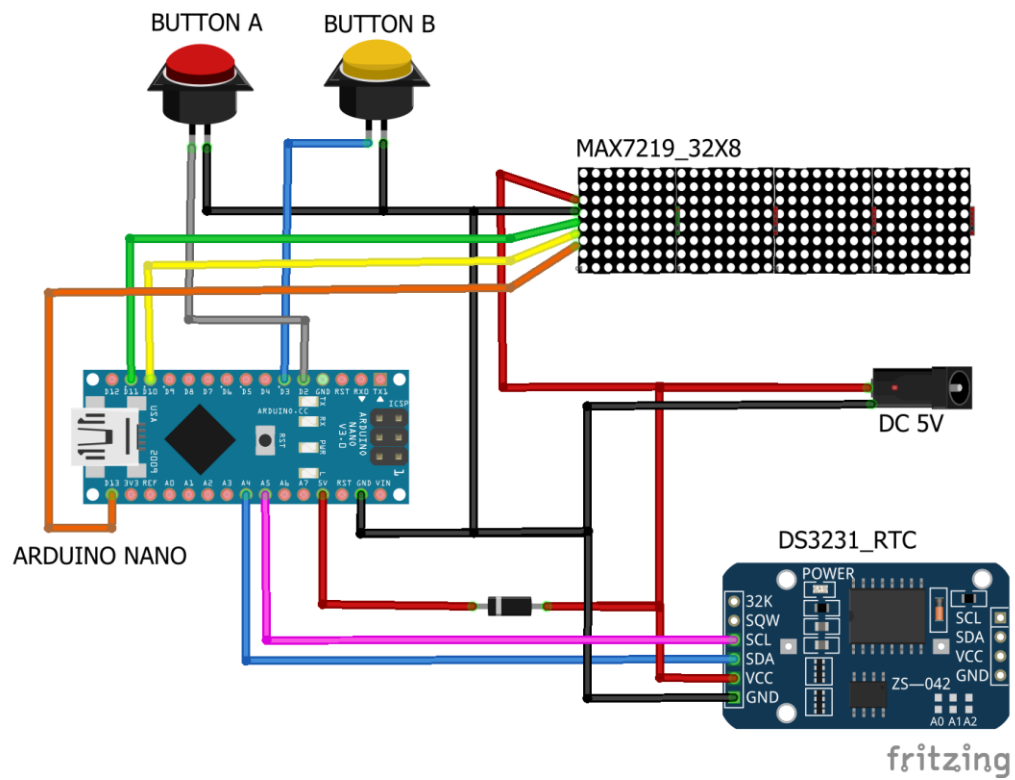 BUTTON A
BUTTON B
MAX7219_32X8
D12 D11 D10 D9 D8 D7 D6 D5 D4 D3 D2 GND RST RX0 TX1
ARDUINO.CC
TX
RX
PWR
L
RST
ARDUINO
NANO
V3.0
ICSP
1
USA
2009
D13 3V3 REF A0 A1 A2 A3 A4 A5 A6 A7 5V RST GND VIN
ARDUINO NANO
DC 5V
DS3231_RTC
POWER
32K
SQW
SCL
SDA
VCC
GND
SCL
SDA
VCC
GND
ZS—042
A0 A1 A2
fritzing